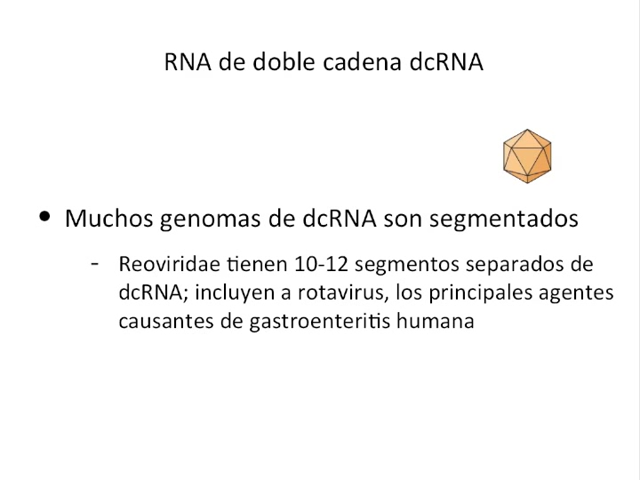 RNA de doble cadena dcRNA
• Muchos genomas de dcRNA son segmentados
- Reoviridae tienen 10-12 segmentos separados de
dcRNA; incluyen a rotavirus, los principales agentes
causantes de gastroenteritis humana